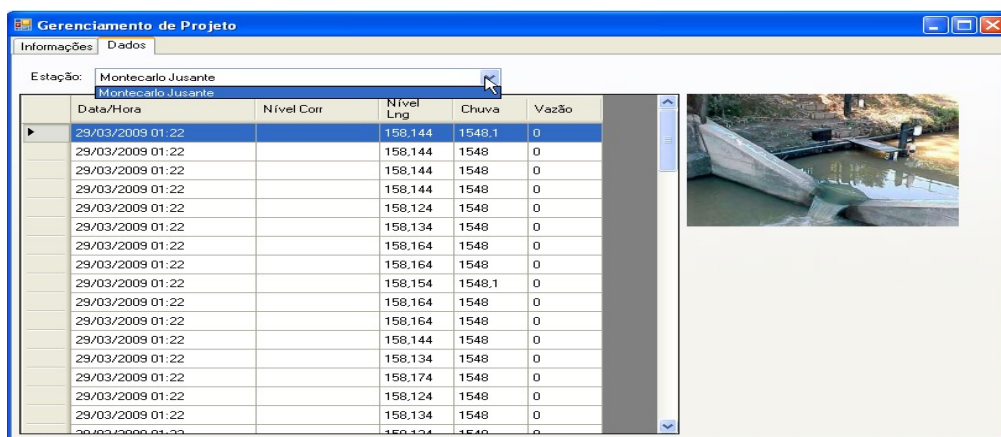 Gerenciamento de Projeto
Informações Dados
Estação: Montecarlo Jusante
Montecarlo Jusante
Data/Hora Nível Corr Nível Lng Chuva Vazão
29/03/2009 01:22 158,144 1548,1 0
29/03/2009 01:22 158,144 1548 0
29/03/2009 01:22 158,144 1548 0
29/03/2009 01:22 158,144 1548 0
29/03/2009 01:22 158,124 1548 0
29/03/2009 01:22 158,134 1548 0
29/03/2009 01:22 158,164 1548 0
29/03/2009 01:22 158,164 1548 0
29/03/2009 01:22 158,154 1548,1 0
29/03/2009 01:22 158,164 1548 0
29/03/2009 01:22 158,164 1548 0
29/03/2009 01:22 158,144 1548 0
29/03/2009 01:22 158,134 1548 0
29/03/2009 01:22 158,174 1548 0
29/03/2009 01:22 158,124 1548 0
29/03/2009 01:22 158,134 1548 0